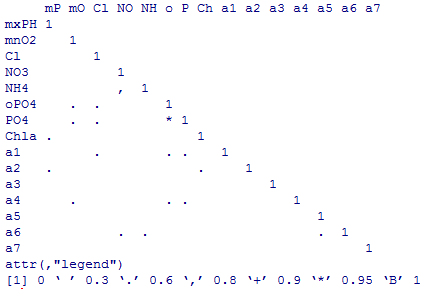 mP mO Cl NO NH o P Ch a1 a2 a3 a4 a5 a6 a7
mxPH 1
mnO2    1
Cl         1
NO3           1
NH4           ,  1
oPO4    .  .        1
PO4     .  .        * 1
Chla .                  1
a1         .        . .    1
a2   .                  .     1
a3                               1
a4      .           . .             1
a5                                     1
a6            .  .                     .  1
a7                                           1
attr(,"legend")
[1] 0 ‘ ’ 0.3 ‘.’ 0.6 ‘,’ 0.8 ‘+’ 0.9 ‘*’ 0.95 ‘B’ 1